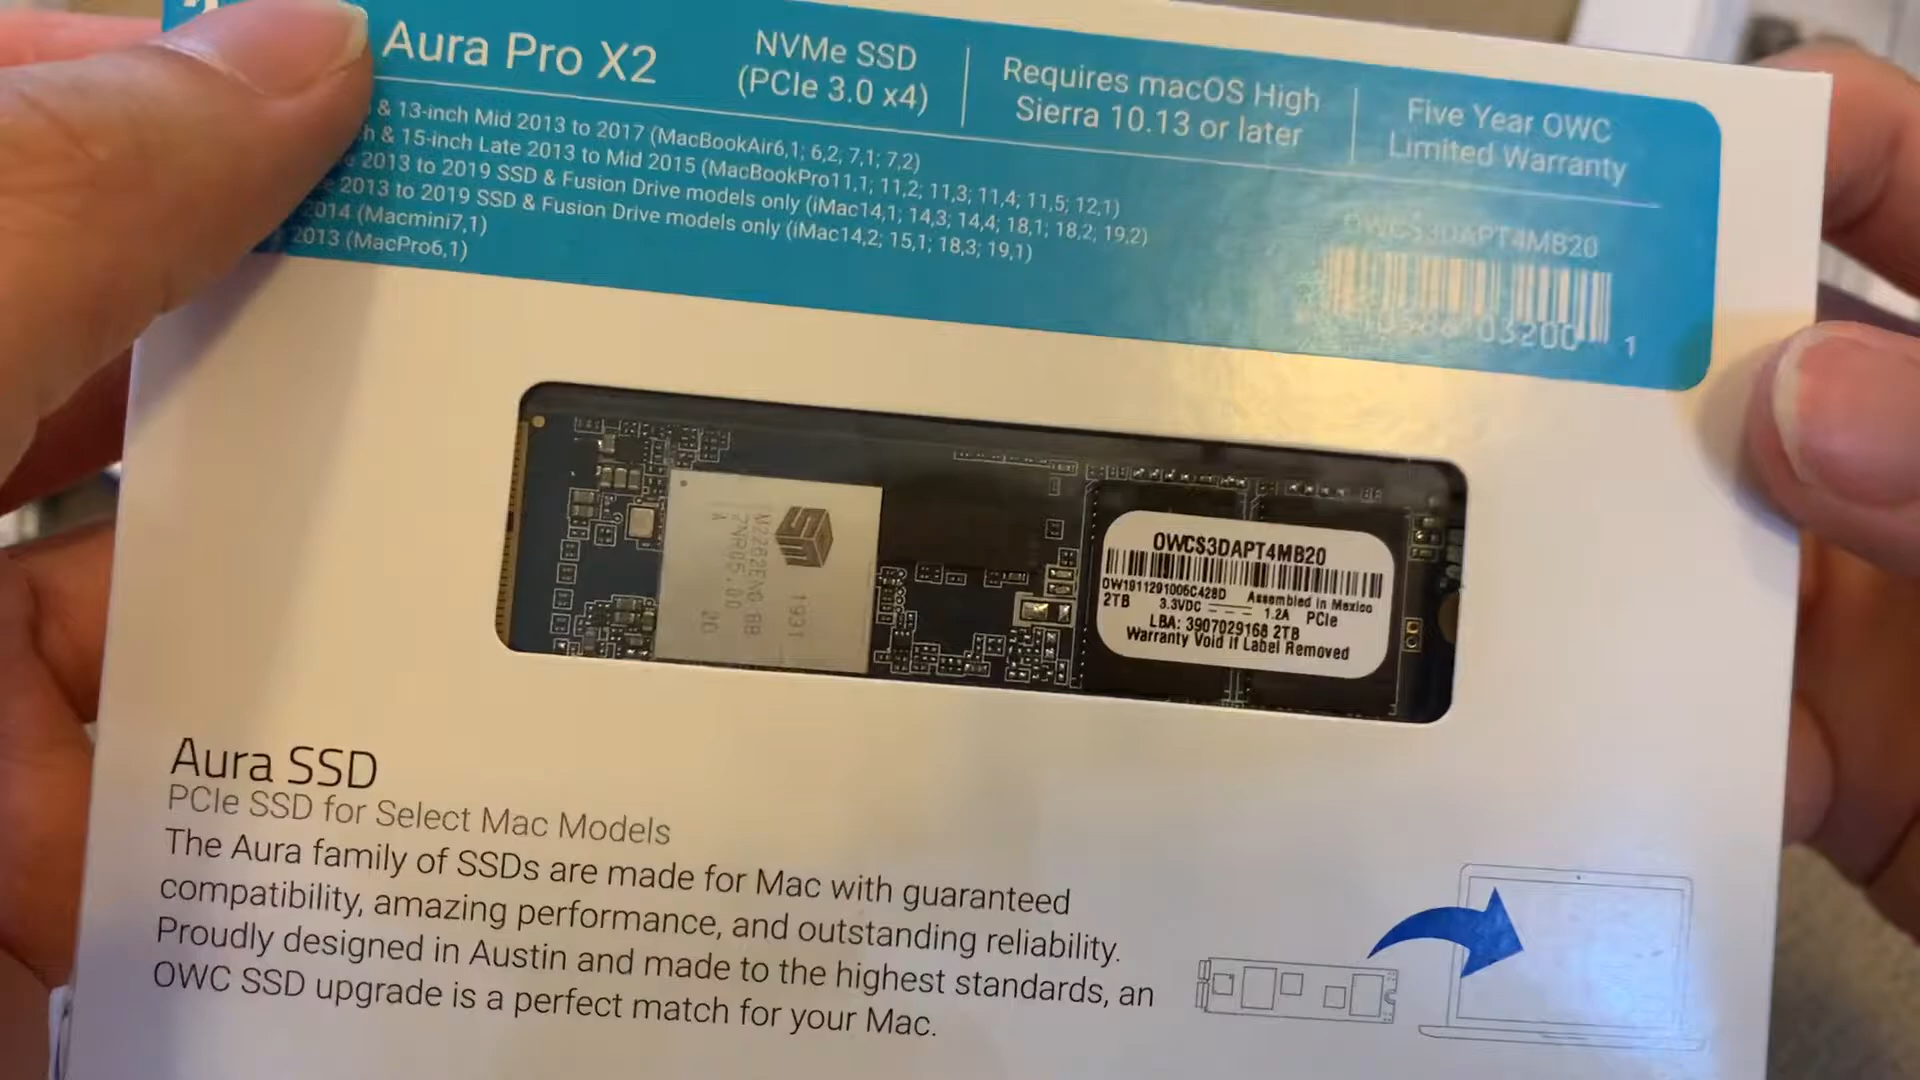 Aura Pro X2
NVMe SSD
(PCIe 3.0 x4)
Requires macOS High
Sierra 10.13 or later
Five Year OWC
Limited Warranty
& 13-inch Mid 2013 to 2017 (MacBookAir6,1; 6,2; 7,1; 7,2)
& 15-inch Late 2013 to Mid 2015 (MacBookPro11,1; 11,2; 11,3; 11,4; 11,5; 12,1)
2013 to 2019 SSD & Fusion Drive models only (iMac14,1; 14,3; 14,4; 18,1; 18,2; 19,2)
2013 to 2019 SSD & Fusion Drive models only (iMac14,2; 15,1; 18,3; 19,1)
2014 (Macmini7,1)
2013 (MacPro6,1)
OWCS3DAPT4MB20
03200 1
1931
A
20
OWCS3DAPT4MB20
OW1911291006C428D Assembled in Mexico
2TB 3.3VDC 1.2A PCIe
LBA: 3907029168 2TB
Warranty Void If Label Removed
Aura SSD
PCIe SSD for Select Mac Models
The Aura family of SSDs are made for Mac with guaranteed
compatibility, amazing performance, and outstanding reliability.
Proudly designed in Austin and made to the highest standards, an
OWC SSD upgrade is a perfect match for your Mac.